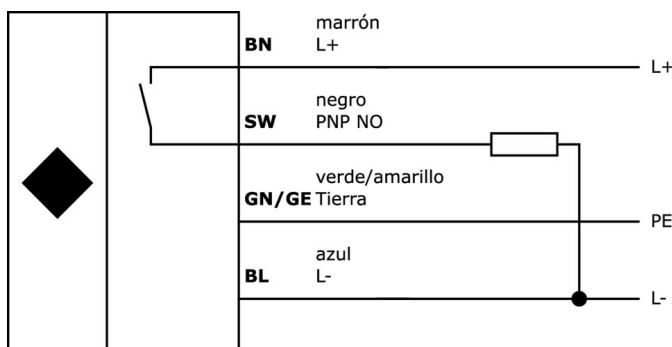 marrón
BN L+
L+
negro
SW PNP NO
verde/amarillo
GN/GE Tierra
PE
azul
BL L-
L-